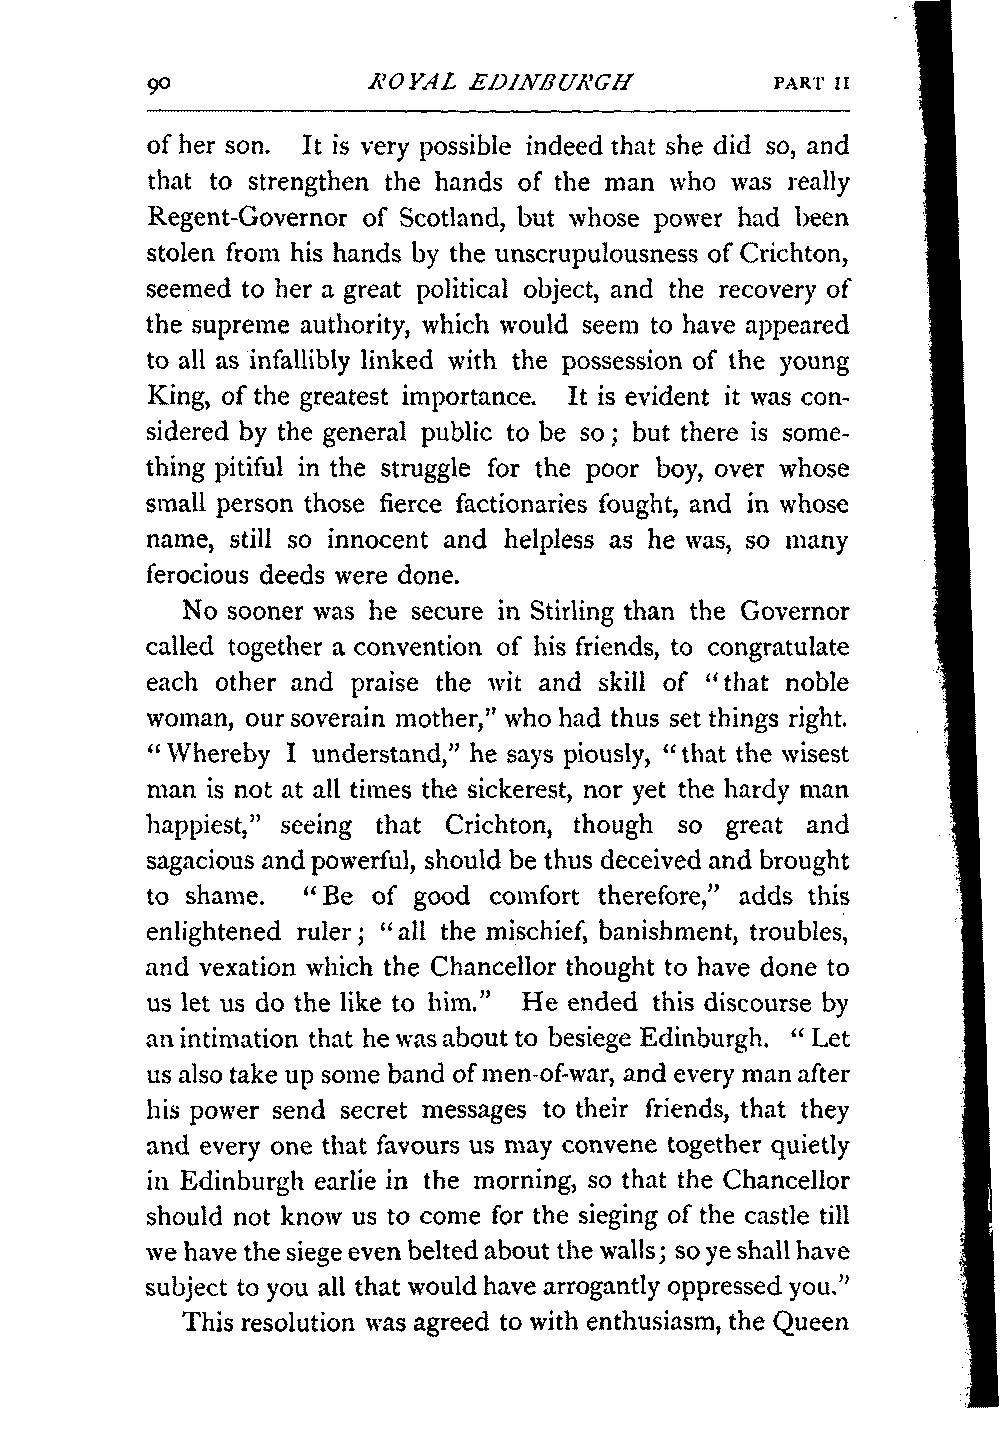 90 ROYAL EDINBURGH PART II
of her son. It is very possible indeed that she did so, and
that to strengthen the hands of the man who was really
Regent-Governor of Scotland, but whose power had been
stolen from his hands by the unscrupulousness of Crichton,
seemed to her a great political object, and the recovery of
the supreme authority, which would seem to have appeared
to all as infallibly linked with the possession of the young
King, of the greatest importance. It is evident it was con-
sidered by the general public to be so; but there is some-
thing pitiful in the struggle for the poor boy, over whose
small person those fierce factionaries fought, and in whose
name, still so innocent and helpless as he was, so many
ferocious deeds were done.
No sooner was he secure in Stirling than the Governor
called together a convention of his friends, to congratulate
each other and praise the wit and skill of "that noble
woman, our soverain mother," who had thus set things right.
"Whereby I understand," he says piously, "that the wisest
man is not at all times the sickerest, nor yet the hardy man
happiest," seeing that Crichton, though so great and
sagacious and powerful, should be thus deceived and brought
to shame. "Be of good comfort therefore," adds this
enlightened ruler; "all the mischief, banishment, troubles,
and vexation which the Chancellor thought to have done to
us let us do the like to him." He ended this discourse by
an intimation that he was about to besiege Edinburgh. "Let
us also take up some band of men-of-war, and every man after
his power send secret messages to their friends, that they
and every one that favours us may convene together quietly
in Edinburgh earlie in the morning, so that the Chancellor
should not know us to come for the sieging of the castle till
we have the siege even belted about the walls; so ye shall have
subject to you all that would have arrogantly oppressed you."
This resolution was agreed to with enthusiasm, the Queen